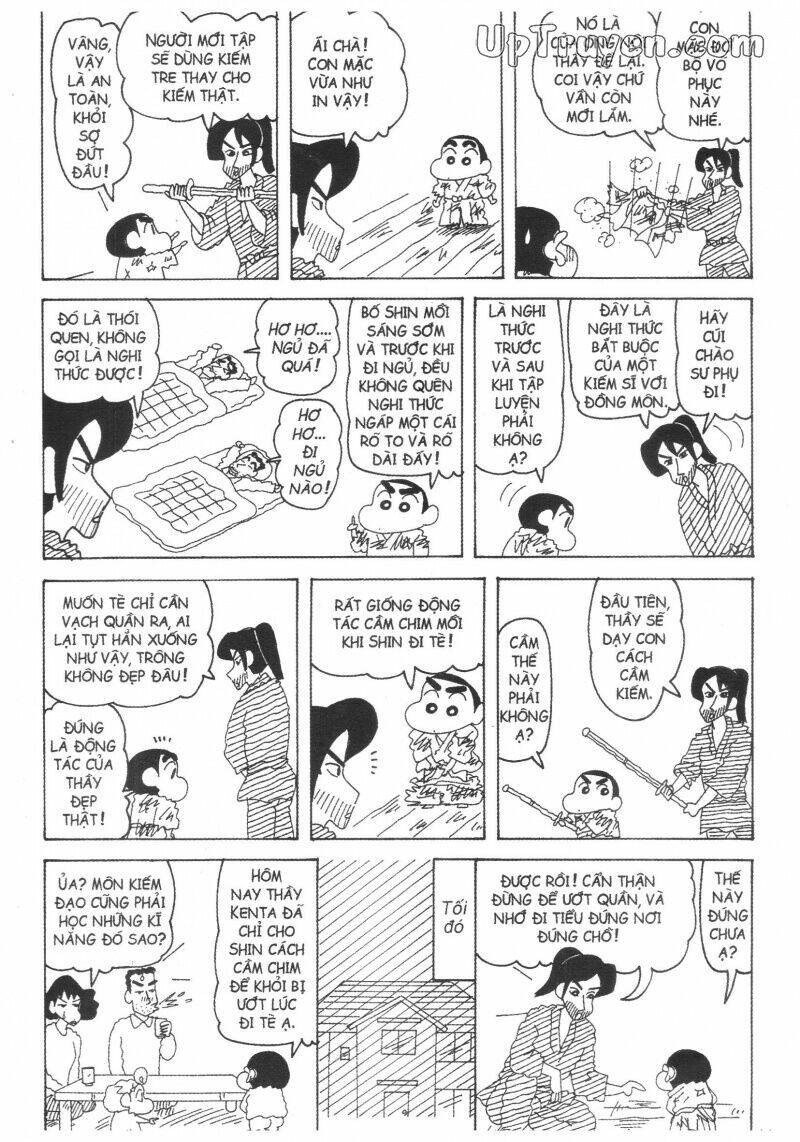 UpTruyen.com
CON
MẶC ĐỒ
BỘ VÕ
PHỤC
NÀY
NHÉ.
NÓ LÀ
THẦY ĐỂ LẠI.
COI VẬY CHỨ
VẪN CÒN
MỚI LẮM.
ÁI CHÀ!
CON MẶC
VỪA NHƯ
IN VẬY!
NGƯỜI MỚI TẬP
SẼ DÙNG KIẾM
TRE THAY CHO
KIẾM THẬT.
VÂNG,
VẬY
LÀ AN
TOÀN,
KHỎI
SỢ
ĐỨT
ĐẦU!
HÃY
CÚI
CHÀO
SƯ PHỤ
ĐI!
ĐÂY LÀ
NGHI THỨC
BẮT BUỘC
CỦA MỘT
KIẾM SĨ VỚI
ĐỒNG MÔN.
LÀ NGHI
THỨC
TRƯỚC
VÀ SAU
KHI TẬP
LUYỆN
PHẢI
KHÔNG
Ạ?
BỐ SHIN MỖI
SÁNG SỚM
VÀ TRƯỚC KHI
ĐI NGỦ, ĐỀU
KHÔNG QUÊN
NGHI THỨC
NGÁP MỘT CÁI
RÕ TO VÀ RÕ
DÀI ĐẤY!
HƠ HƠ....
NGỦ ĐÃ
QUÁ!
HƠ
HƠ...
ĐI
NGỦ
NÀO!
ĐÓ LÀ THÓI
QUEN, KHÔNG
GỌI LÀ NGHI
THỨC ĐƯỢC!
ĐẦU TIÊN,
THẦY SẼ
DẠY CON
CÁCH
CẦM
KIẾM.
CẦM
THẾ
NÀY
PHẢI
KHÔNG
Ạ?
RẤT GIỐNG ĐỘNG
TÁC CẦM CHIM MỖI
KHI SHIN ĐI TÈ!
MUỐN TÈ CHỈ CẦN
VẠCH QUẦN RA, AI
LẠI TỤT HẲN XUỐNG
NHƯ VẬY, TRÔNG
KHÔNG ĐẸP ĐÂU!
ĐÚNG
LÀ ĐỘNG
TÁC CỦA
THẦY
ĐẸP
THẬT!
THẾ
NÀY
ĐÚNG
CHƯA
Ạ?
ĐƯỢC RỒI! CẨN THẬN
ĐỪNG ĐỂ ƯỚT QUẦN, VÀ
NHỚ ĐI TIỂU ĐÚNG NƠI
ĐÚNG CHỖ!
Tối
đó
HÔM
NAY THẦY
KENTA ĐÃ
CHỈ CHO
SHIN CÁCH
CẦM CHIM
ĐỂ KHỎI BỊ
ƯỚT LÚC
ĐI TÈ Ạ.
ỦA? MÔN KIẾM
ĐẠO CŨNG PHẢI
HỌC NHỮNG KĨ
NĂNG ĐÓ SAO?